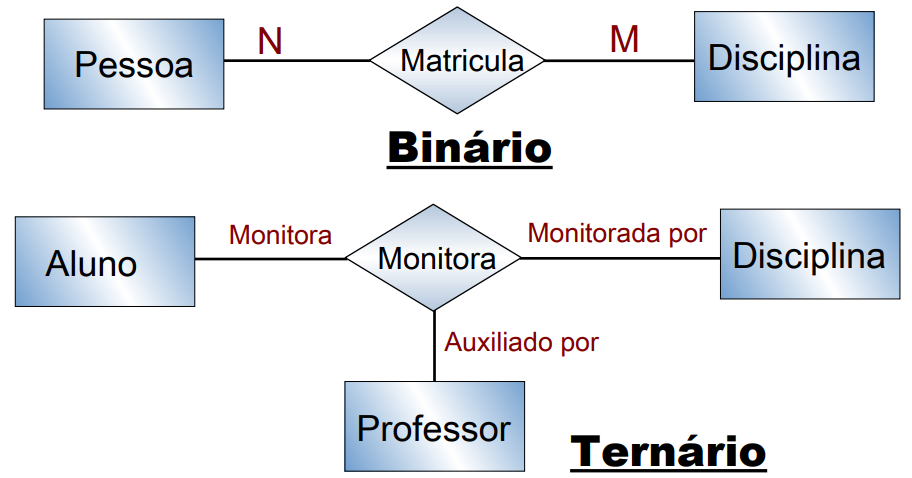 N
M
Pessoa
Matricula
Disciplina
Binário
Monitora
Monitorada por
Aluno
Monitora
Disciplina
Auxiliado por
Professor
Ternário